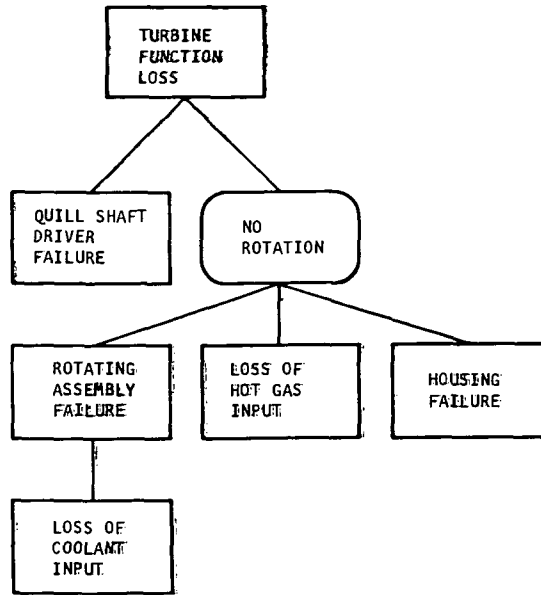 TURBINE
FUNCTION
LOSS
QUILL SHAFT
DRIVER
FAILURE
NO
ROTATION
ROTATING
ASSEMBLY
FAILURE
LOSS OF
HOT GAS
INPUT
HOUSING
FAILURE
LOSS OF
COOLANT
INPUT